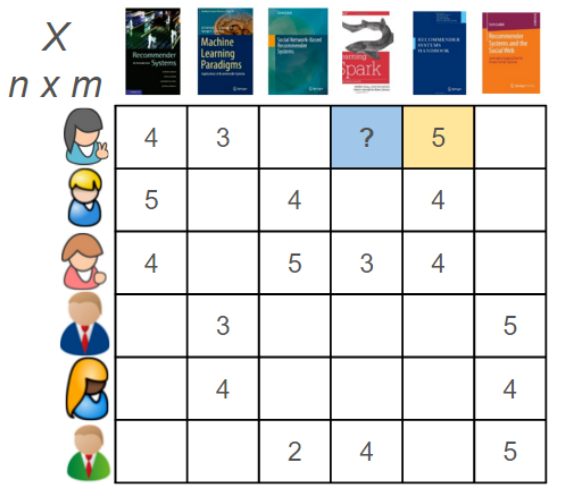 X
n x m
Recommender
Systems
Machine
Learning
Paradigms
Social Network-Based
Recommender
Systems
Learning
Spark
RECOMMENDER
SYSTEMS
HANDBOOK
Recommender
Systems and the
Social Web
4 3 ? 5
5 4 4
4 5 3 4
3 5
4 4
2 4 5